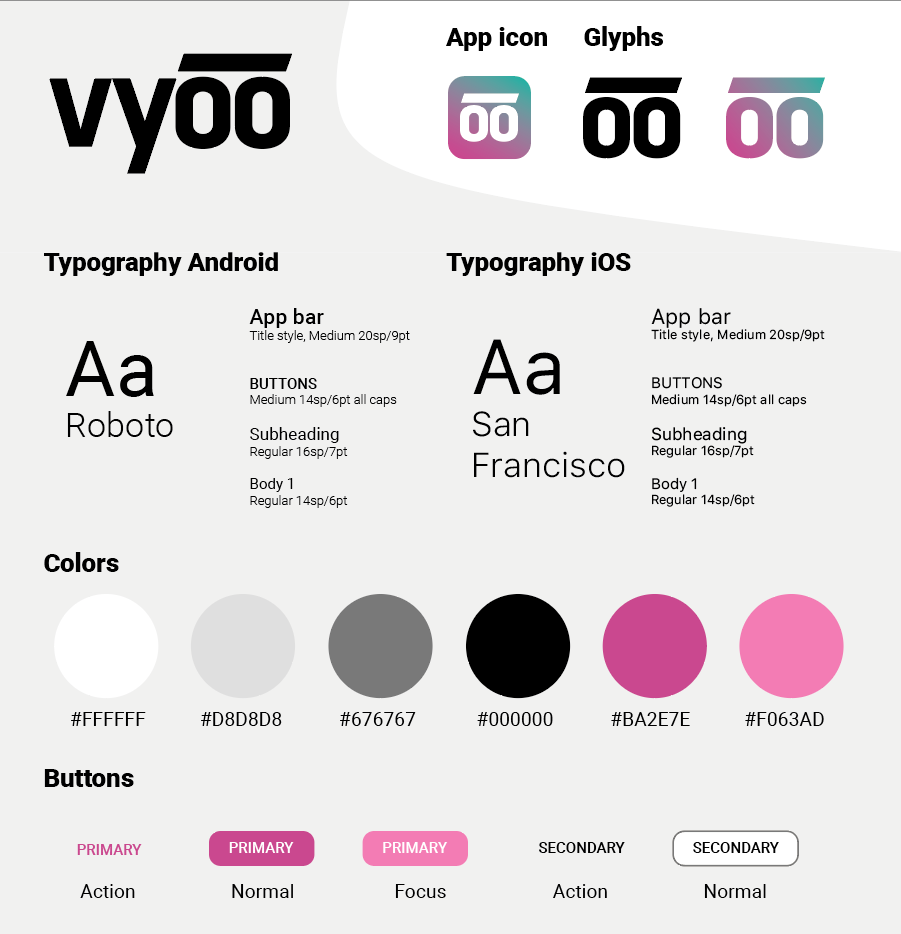 vyoo
App icon
Glyphs
oo
oo
oo
Typography Android
Aa
Roboto
App bar
Title style, Medium 20sp/9pt
BUTTONS
Medium 14sp/6pt all caps
Subheading
Regular 16sp/7pt
Body 1
Regular 14sp/6pt
Typography iOS
Aa
San
Francisco
App bar
Title style, Medium 20sp/9pt
BUTTONS
Medium 14sp/6pt all caps
Subheading
Regular 16sp/7pt
Body 1
Regular 14sp/6pt
Colors
#FFFFFF
#D8D8D8
#676767
#000000
#BA2E7E
#F063AD
Buttons
PRIMARY
PRIMARY
PRIMARY
SECONDARY
SECONDARY
Action
Normal
Focus
Action
Normal